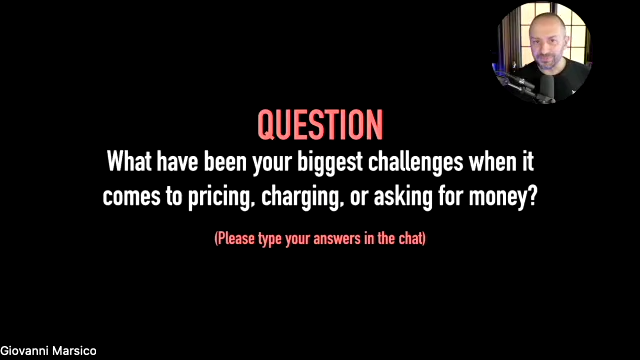 QUESTION
What have been your biggest challenges when it
comes to pricing, charging, or asking for money?
(Please type your answers in the chat)
Giovanni Marsico